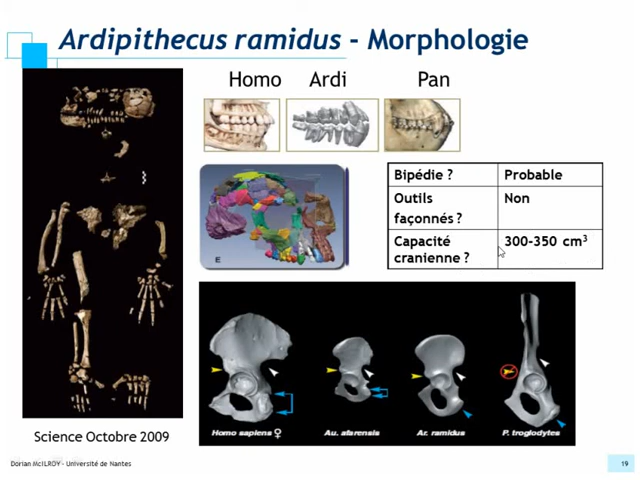 Ardipithecus ramidus - Morphologie
Homo Ardi Pan
Bipédie ? Probable
Outils façonnés ? Non
Capacité cranienne ? 300-350 cm³
E
Homo sapiens ♀ Au. afarensis Ar. ramidus P. troglodytes
Science Octobre 2009
Dorian McILROY - Université de Nantes
19